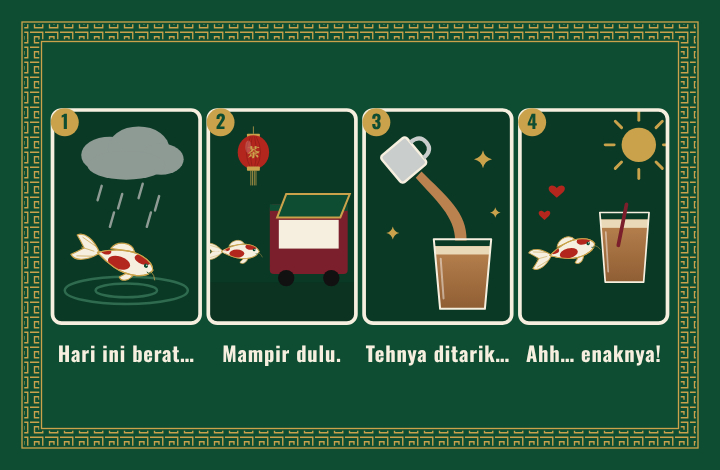 1
Hari ini berat...
2
Mampir dulu.
3
Tehnya ditarik...
4
Ahh... enaknya!